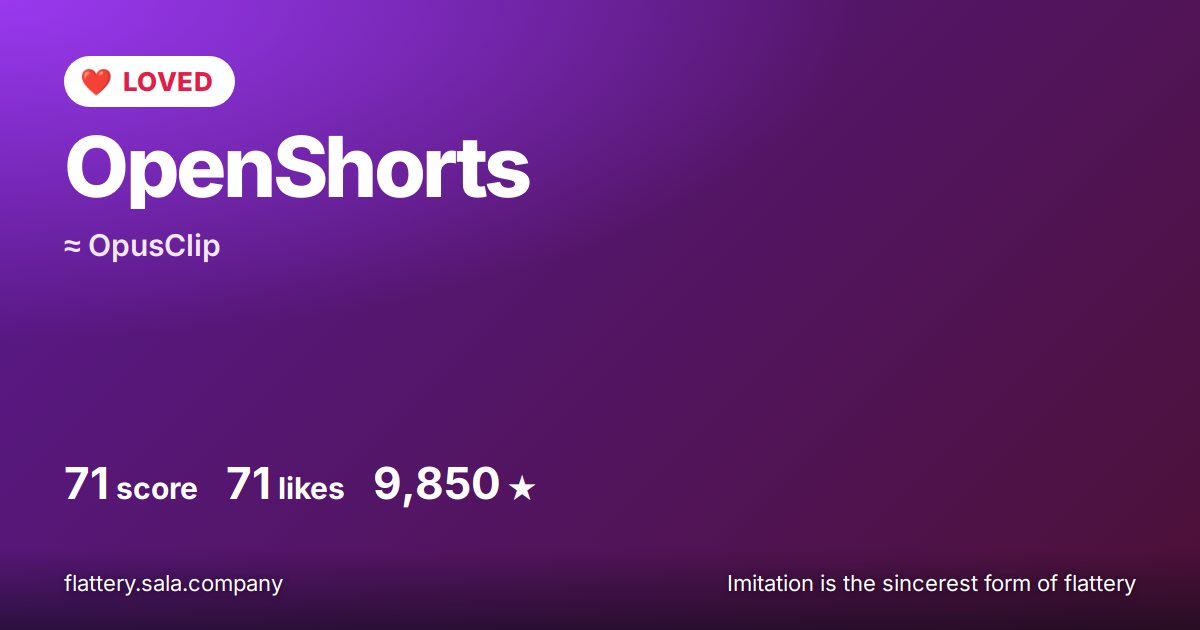 ❤️ LOVED
OpenShorts
≈ OpusClip
71 score 71 likes 9,850 ★
flattery.sala.company
Imitation is the sincerest form of flattery